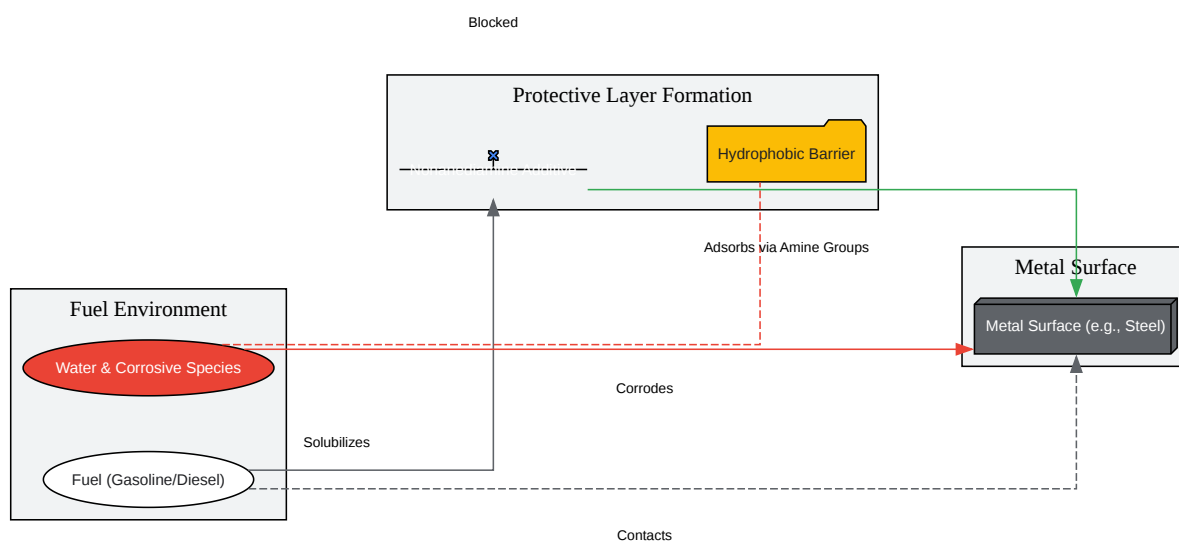 Blocked
Protective Layer Formation
Hydrophobic Barrier
Adsorbs via Amine Groups
Metal Surface
Metal Surface (e.g., Steel)
Fuel Environment
Water & Corrosive Species
Corrodes
Solubilizes
Fuel (Gasoline/Diesel)
Contacts